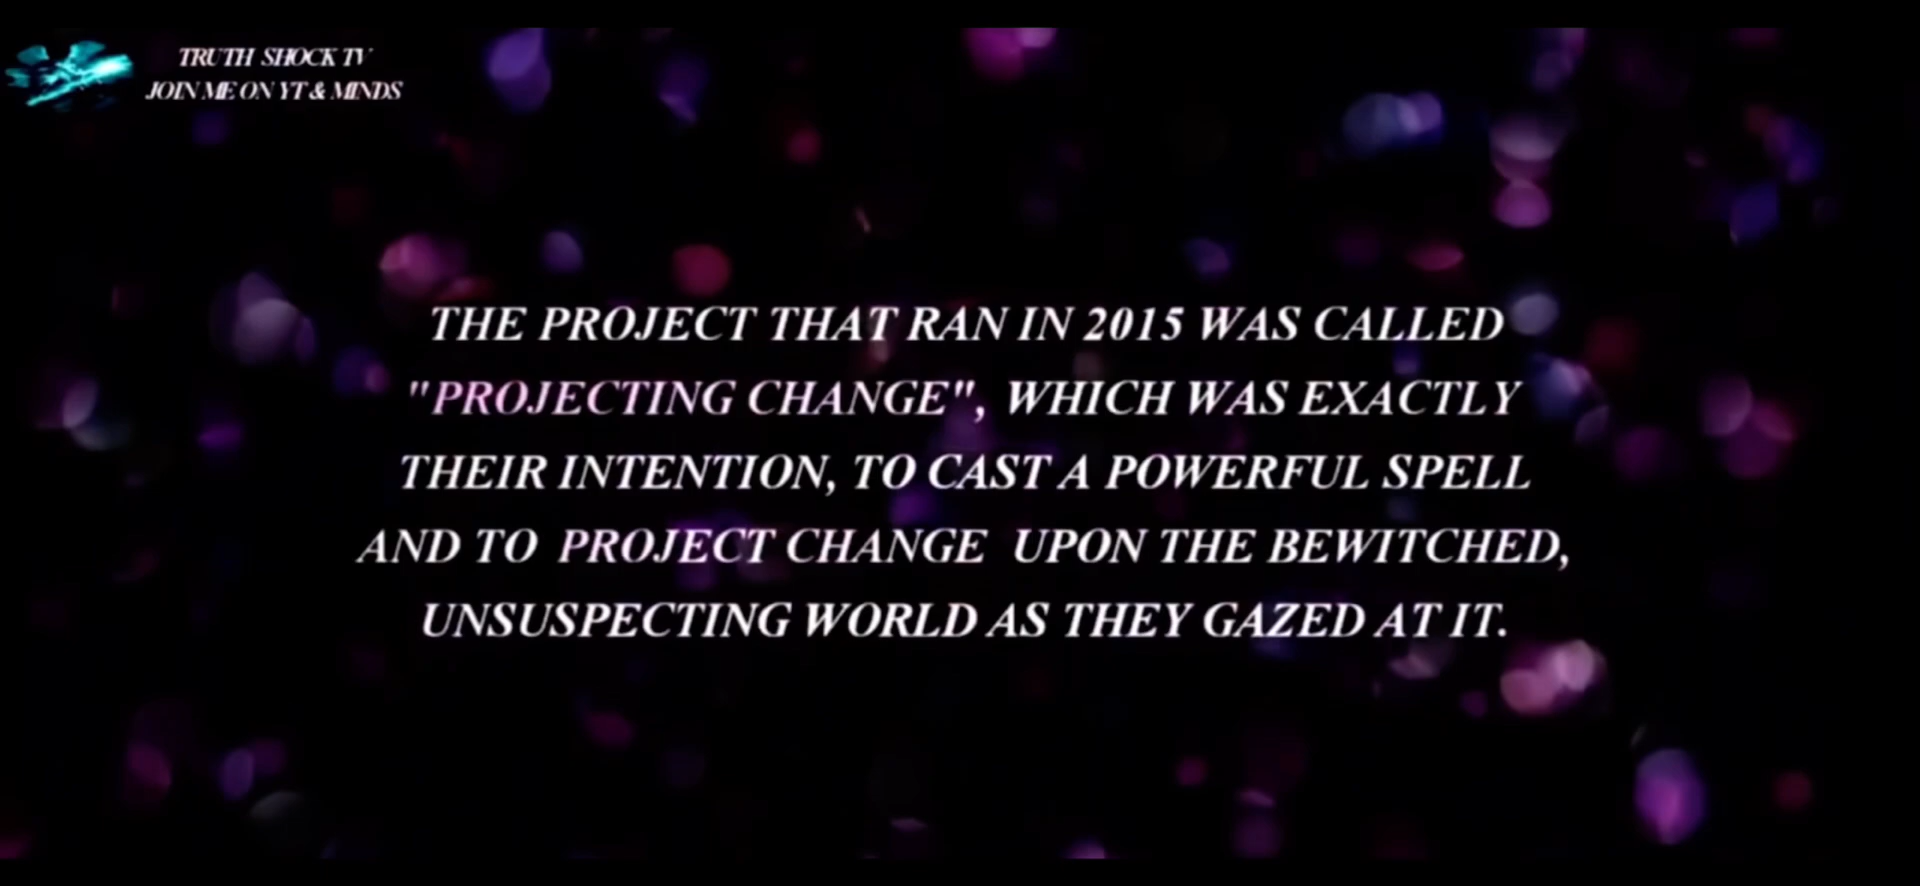 TRUTH SHOCK TV
JOIN ME ON YT & MINDS
THE PROJECT THAT RAN IN 2015 WAS CALLED
"PROJECTING CHANGE", WHICH WAS EXACTLY
THEIR INTENTION, TO CAST A POWERFUL SPELL
AND TO PROJECT CHANGE UPON THE BEWITCHED,
UNSUSPECTING WORLD AS THEY GAZED AT IT.